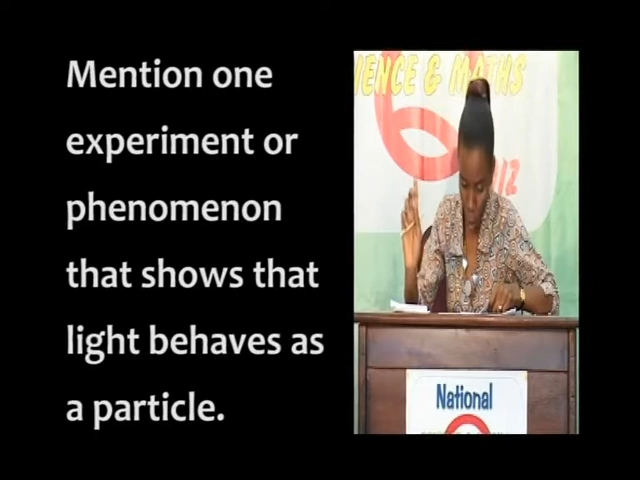 Mention one
experiment or
phenomenon
that shows that
light behaves as
a particle.
IENCE & MATHS
IZ
National